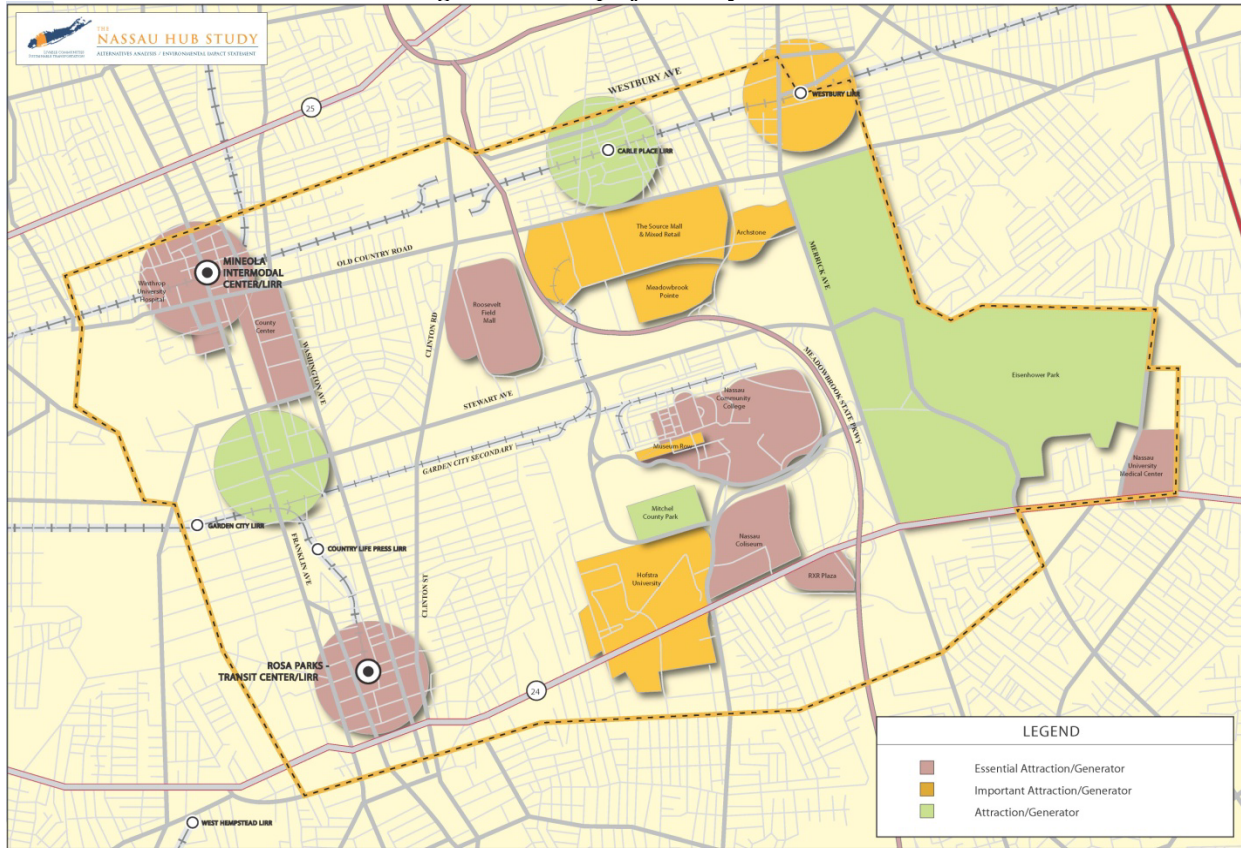 THE
NASSAU HUB STUDY
ALTERNATIVES ANALYSIS / ENVIRONMENTAL IMPACT STATEMENT
25
WESTBURY AVE
WESTBURY LIRR
CARLE PLACE LIRR
The Source Mall
& Mixed Retail
Archstone
OLD COUNTRY ROAD
MINEOLA
INTERMODAL
CENTER/LIRR
Winthrop
University
Hospital
County
Center
Meadowbrook
Pointe
MERRICK AVE
Roosevelt
Field
Mall
CLINTON RD
WASHINGTON AVE
MEADOWBROOK STATE PKWY
Eisenhower Park
STEWART AVE
Nassau
Community
College
GARDEN CITY SECONDARY
Museum Row
Nassau
University
Medical Center
Mitchel
County Park
GARDEN CITY LIRR
COUNTRY LIFE PRESS LIRR
FRANKLIN AVE
Nassau
Coliseum
RXR Plaza
Hofstra
University
CLINTON ST
ROSA PARKS -
TRANSIT CENTER/LIRR
24
WEST HEMPSTEAD LIRR
LEGEND
Essential Attraction/Generator
Important Attraction/Generator
Attraction/Generator